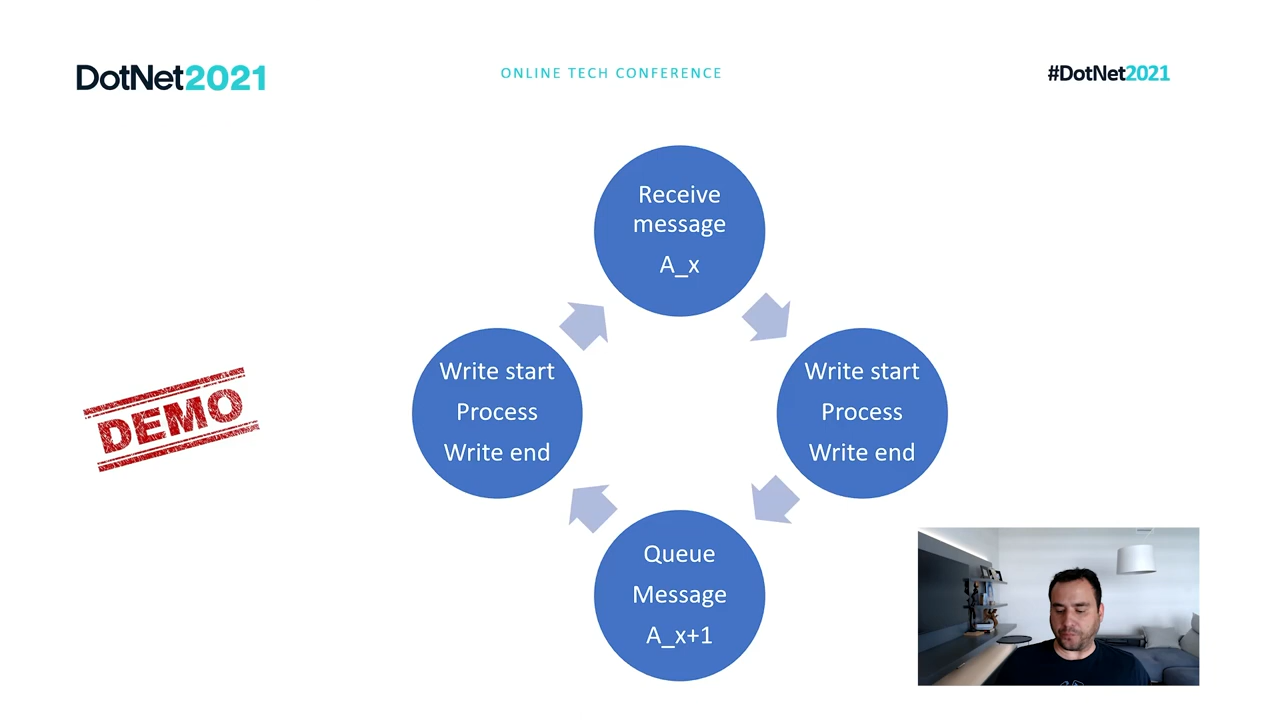 DotNet2021
ONLINE TECH CONFERENCE
#DotNet2021
Receive
message
A_x
Write start
Process
Write end
Write start
Process
Write end
DEMO
Queue
Message
A_x+1